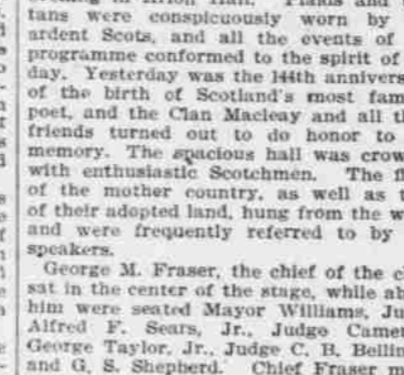 tans were conspicuously worn by
ardent Scots, and all the events of
programme conformed to the spirit of
day. Yesterday was the 144th annivers
of the birth of Scotland's most fam
poet, and the Clan Macleay and all th
friends turned out to do honor to
memory. The spacious hall was crow
with enthusiastic Scotchmen. The fl
of the mother country, as well as t
of their adopted land, hung from the w
and were frequently referred to by
speakers.
George M. Fraser, the chief of the c
sat in the center of the stage, while ab
him were seated Mayor Williams, Ju
Alfred F. Sears, Jr., Judge Camer
George Taylor, Jr., Judge C. B. Bellin
and G. S. Shepherd. Chief Fraser m